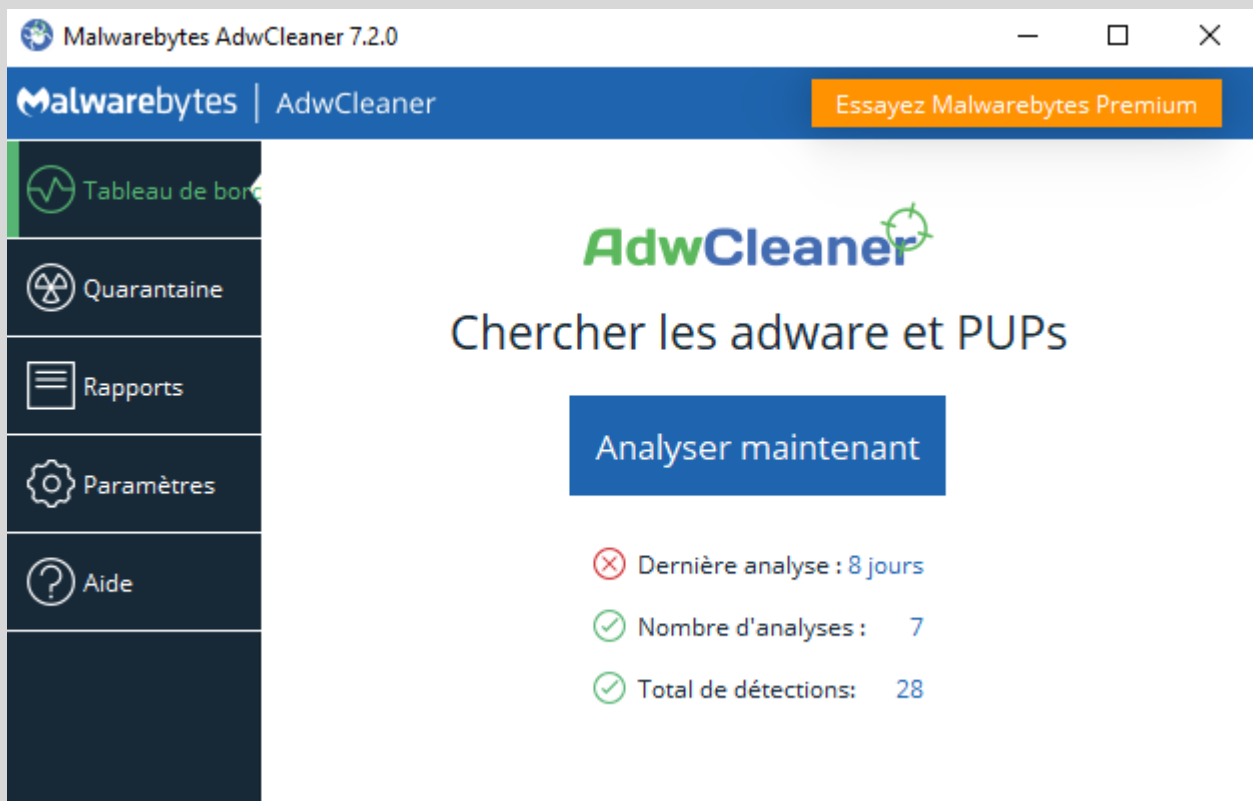 Malwarebytes AdwCleaner 7.2.0
Malwarebytes | AdwCleaner
Essayez Malwarebytes Premium
Tableau de bord
Quarantaine
Rapports
Paramètres
Aide
AdwCleaner
Chercher les adware et PUPs
Analyser maintenant
Dernière analyse : 8 jours
Nombre d'analyses : 7
Total de détections: 28